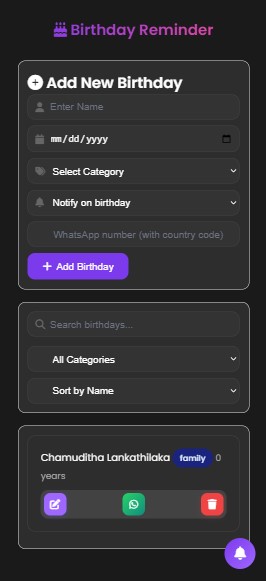 Birthday Reminder
Add New Birthday
Enter Name
mm/dd/yyyy
Select Category
Notify on birthday
WhatsApp number (with country code)
Add Birthday
Search birthdays...
All Categories
Sort by Name
Chamuditha Lankathilaka family 0
years